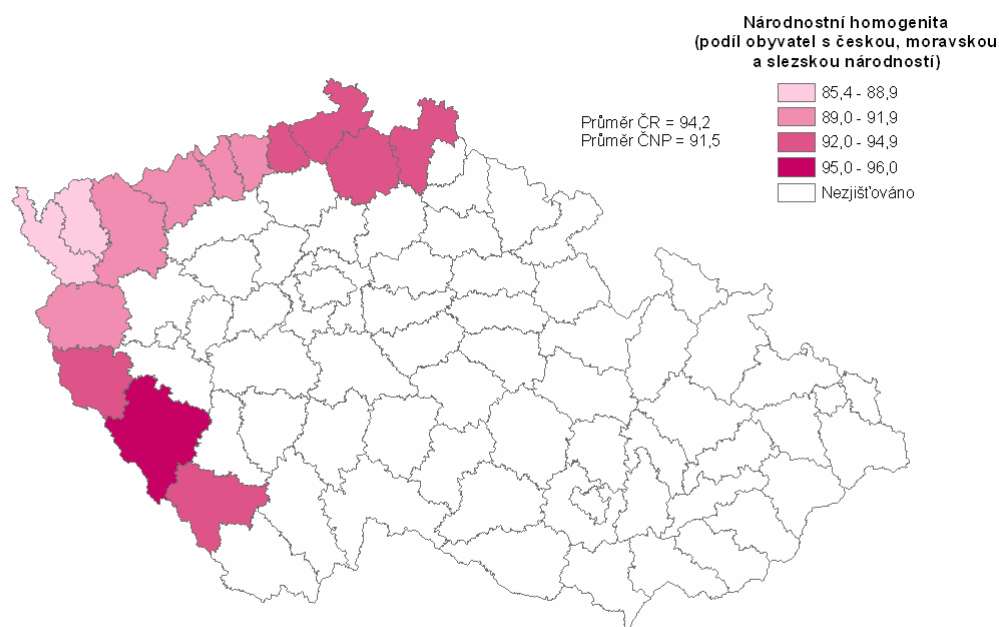 Národnostní homogenita
(podíl obyvatel s českou, moravskou
a slezskou národností)
85,4 - 88,9
89,0 - 91,9
92,0 - 94,9
95,0 - 96,0
Nezjišťováno
Průměr ČR = 94,2
Průměr ČNP = 91,5